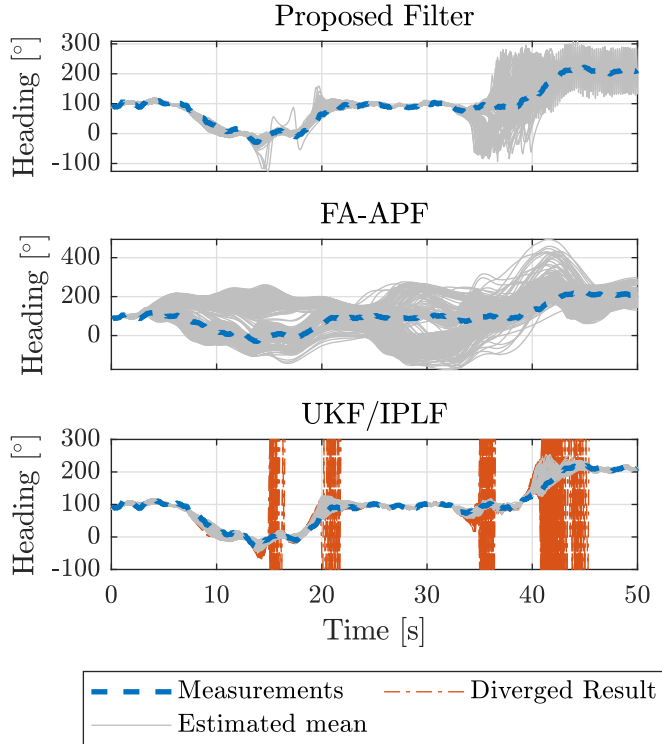 Proposed Filter
Heading [°]
300
200
100
0
-100
FA-APF
Heading [°]
400
200
0
UKF/IPLF
Heading [°]
300
200
100
0
-100
0 10 20 30 40 50
Time [s]
Measurements
Diverged Result
Estimated mean